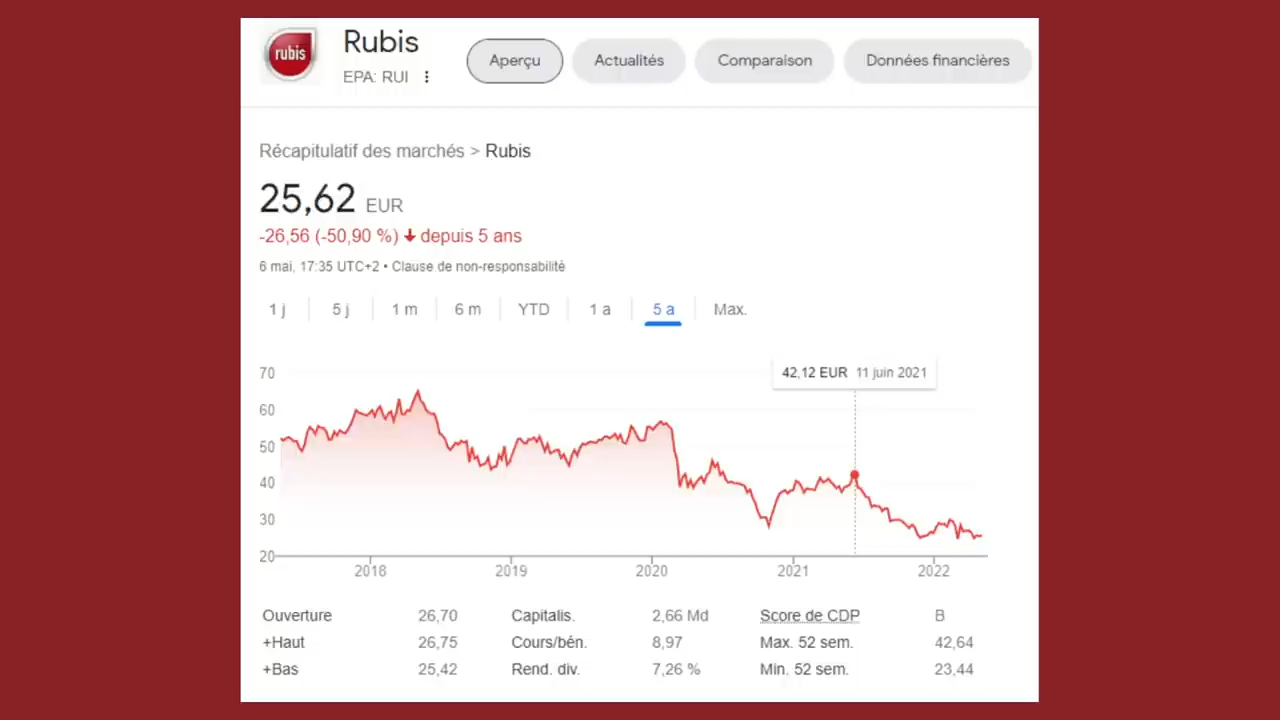 rubis
Rubis
EPA: RUI
Aperçu Actualités Comparaison Données financières
Récapitulatif des marchés > Rubis
25,62 EUR
-26,56 (-50,90 %) ↓ depuis 5 ans
6 mai, 17:35 UTC+2 • Clause de non-responsabilité
1 j 5 j 1 m 6 m YTD 1 a 5 a Max.
42,12 EUR 11 juin 2021
70
60
50
40
30
20
2018 2019 2020 2021 2022
Ouverture 26,70 Capitalis. 2,66 Md Score de CDP B
+Haut 26,75 Cours/bén. 8,97 Max. 52 sem. 42,64
+Bas 25,42 Rend. div. 7,26 % Min. 52 sem. 23,44